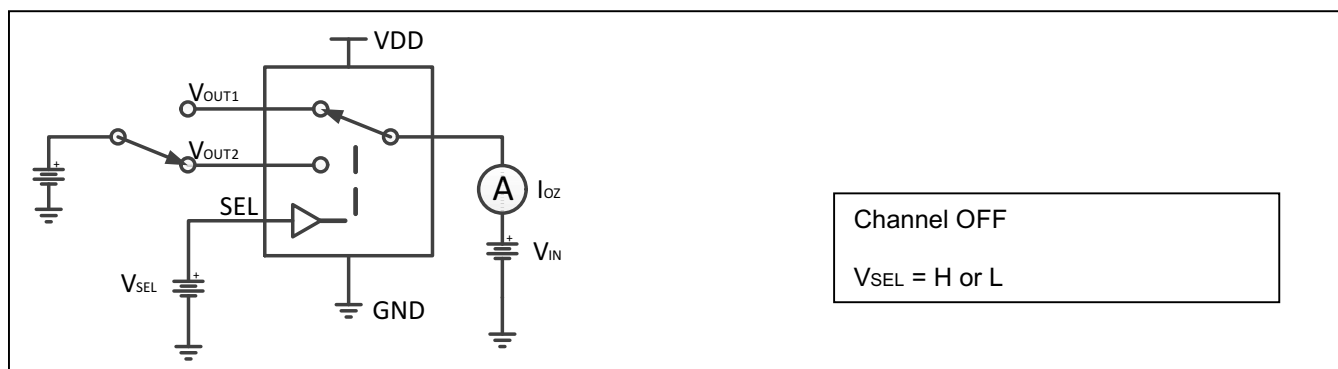 VDD
VOUT1
VOUT2
+
SEL
A IOZ
+
VIN
+
VSEL
GND
Channel OFF
VSEL = H or L